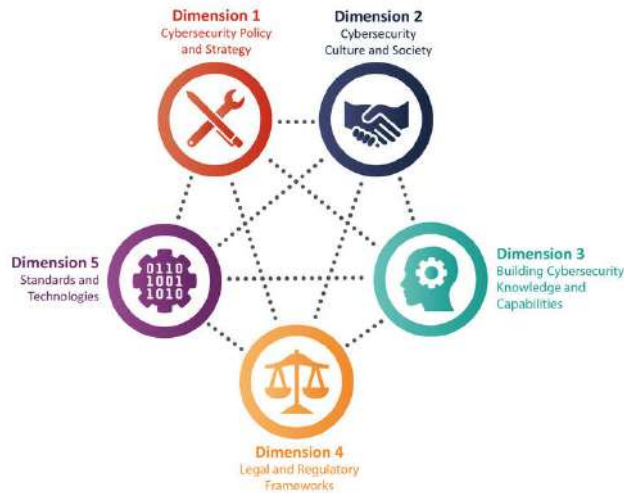 Dimension 1
Cybersecurity Policy
and Strategy
Dimension 2
Cybersecurity
Culture and Society
Dimension 3
Building Cybersecurity
Knowledge and
Capabilities
Dimension 5
Standards and
Technologies
0110
1001
1010
Dimension 4
Legal and Regulatory
Frameworks